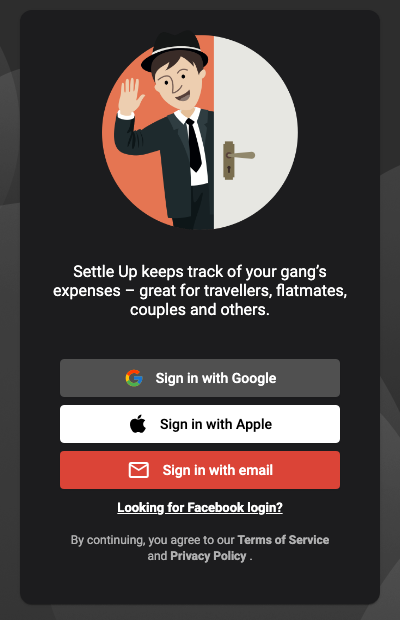 Settle Up keeps track of your gang’s
expenses – great for travellers, flatmates,
couples and others.
Sign in with Google
Sign in with Apple
Sign in with email
Looking for Facebook login?
By continuing, you agree to our Terms of Service
and Privacy Policy .